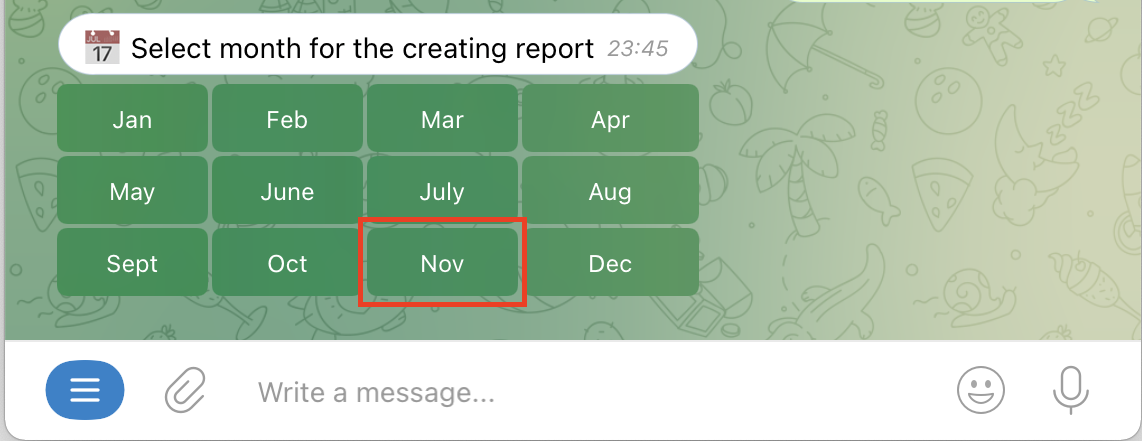 📅 Select month for the creating report 23:45
Jan Feb Mar Apr
May June July Aug
Sept Oct Nov Dec
Write a message...